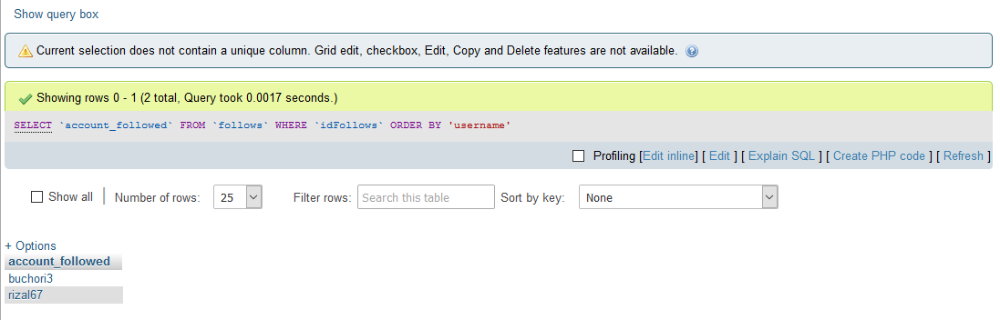 Show query box
Current selection does not contain a unique column. Grid edit, checkbox, Edit, Copy and Delete features are not available.
Showing rows 0 - 1 (2 total, Query took 0.0017 seconds.)
SELECT `account_followed` FROM `follows` WHERE `idFollows` ORDER BY 'username'
Profiling [Edit inline] [ Edit ] [ Explain SQL ] [ Create PHP code ] [ Refresh ]
Show all Number of rows: 25 Filter rows: Search this table Sort by key: None
+ Options
account_followed
buchori3
rizal67